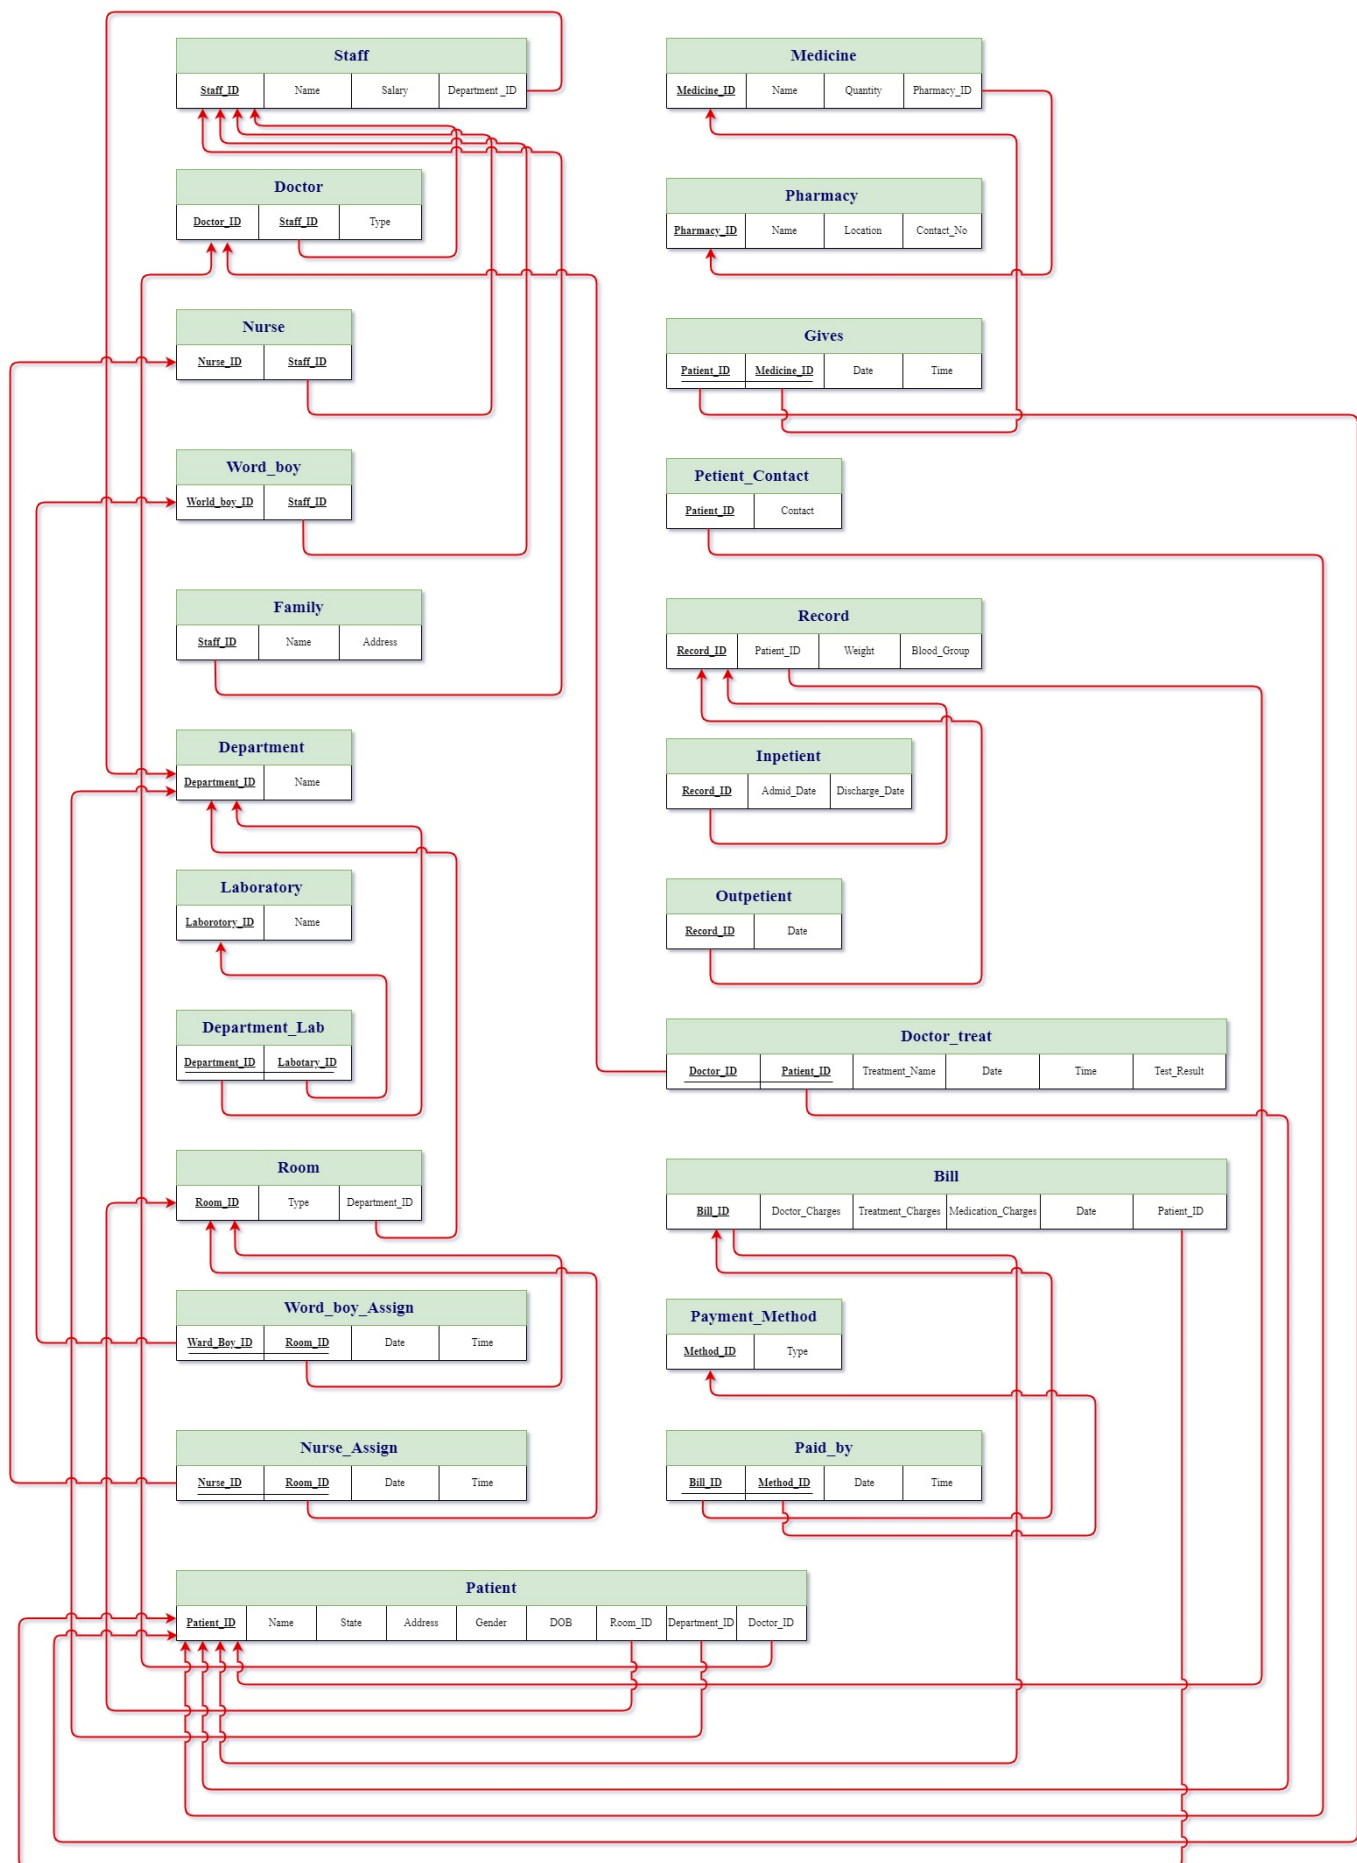 Staff
Staff_ID Name Salary Department _ID
Doctor
Doctor_ID Staff_ID Type
Nurse
Nurse_ID Staff_ID
Word_boy
World_boy_ID Staff_ID
Family
Staff_ID Name Address
Department
Department_ID Name
Laboratory
Laborotory_ID Name
Department_Lab
Department_ID Labotary_ID
Room
Room_ID Type Department_ID
Word_boy_Assign
Ward_Boy_ID Room_ID Date Time
Nurse_Assign
Nurse_ID Room_ID Date Time
Medicine
Medicine_ID Name Quantity Pharmacy_ID
Pharmacy
Pharmacy_ID Name Location Contact_No
Gives
Patient_ID Medicine_ID Date Time
Petient_Contact
Patient_ID Contact
Record
Record_ID Patient_ID Weight Blood_Group
Inpetient
Record_ID Admid_Date Discharge_Date
Outpetient
Record_ID Date
Doctor_treat
Doctor_ID Patient_ID Treatment_Name Date Time Test_Result
Bill
Bill_ID Doctor_Charges Treatment_Charges Medication_Charges Date Patient_ID
Payment_Method
Method_ID Type
Paid_by
Bill_ID Method_ID Date Time
Patient
Patient_ID Name State Address Gender DOB Room_ID Department_ID Doctor_ID